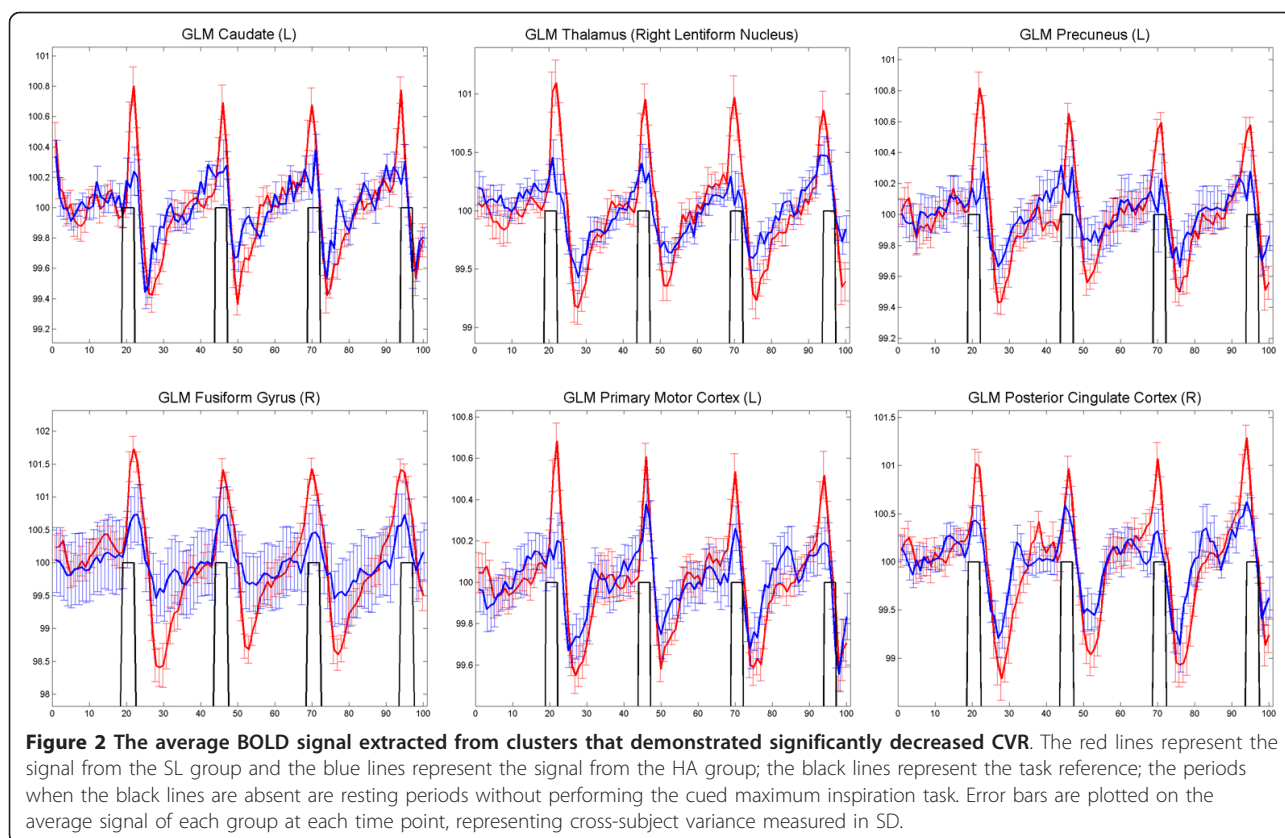 GLM Caudate (L)
101
100.8
100.6
100.4
100.2
100
99.8
99.6
99.4
99.2
0 10 20 30 40 50 60 70 80 90 100
GLM Thalamus (Right Lentiform Nucleus)
101
100.5
100
99.5
99
0 10 20 30 40 50 60 70 80 90 100
GLM Precuneus (L)
101
100.8
100.6
100.4
100.2
100
99.8
99.6
99.4
99.2
0 10 20 30 40 50 60 70 80 90 100
GLM Fusiform Gyrus (R)
102
101.5
101
100.5
100
99.5
99
98.5
98
0 10 20 30 40 50 60 70 80 90 100
GLM Primary Motor Cortex (L)
100.8
100.6
100.4
100.2
100
99.8
99.6
0 10 20 30 40 50 60 70 80 90 100
GLM Posterior Cingulate Cortex (R)
101.5
101
100.5
100
99.5
99
0 10 20 30 40 50 60 70 80 90 100
Figure 2 The average BOLD signal extracted from clusters that demonstrated significantly decreased CVR. The red lines represent the
signal from the SL group and the blue lines represent the signal from the HA group; the black lines represent the task reference; the periods
when the black lines are absent are resting periods without performing the cued maximum inspiration task. Error bars are plotted on the
average signal of each group at each time point, representing cross-subject variance measured in SD.